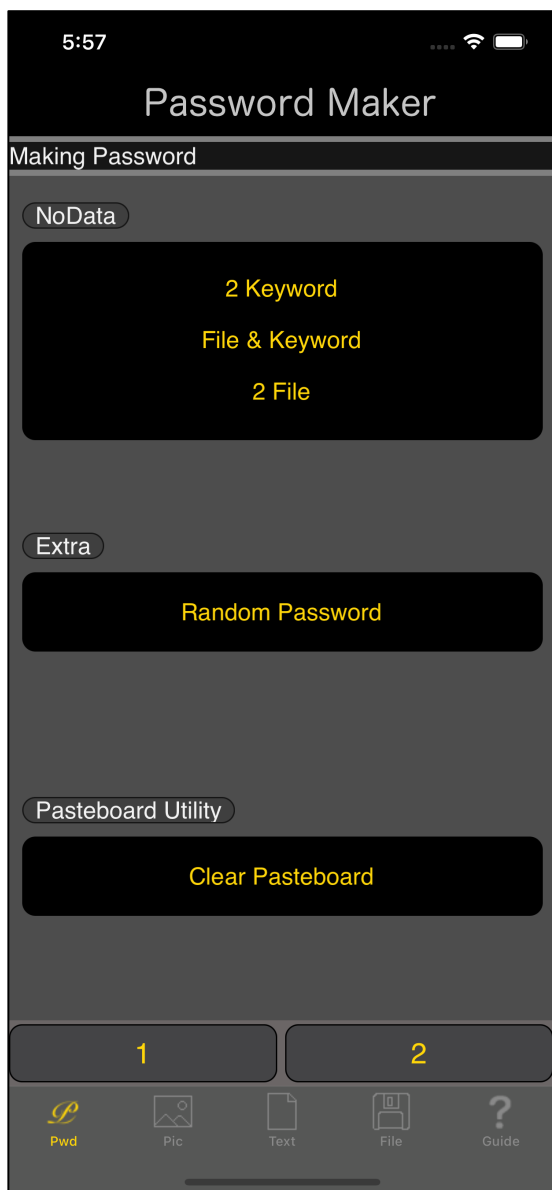 5:57
Password Maker
Making Password
NoData
2 Keyword
File & Keyword
2 File
Extra
Random Password
Pasteboard Utility
Clear Pasteboard
1 2
P
Pwd Pic Text File Guide